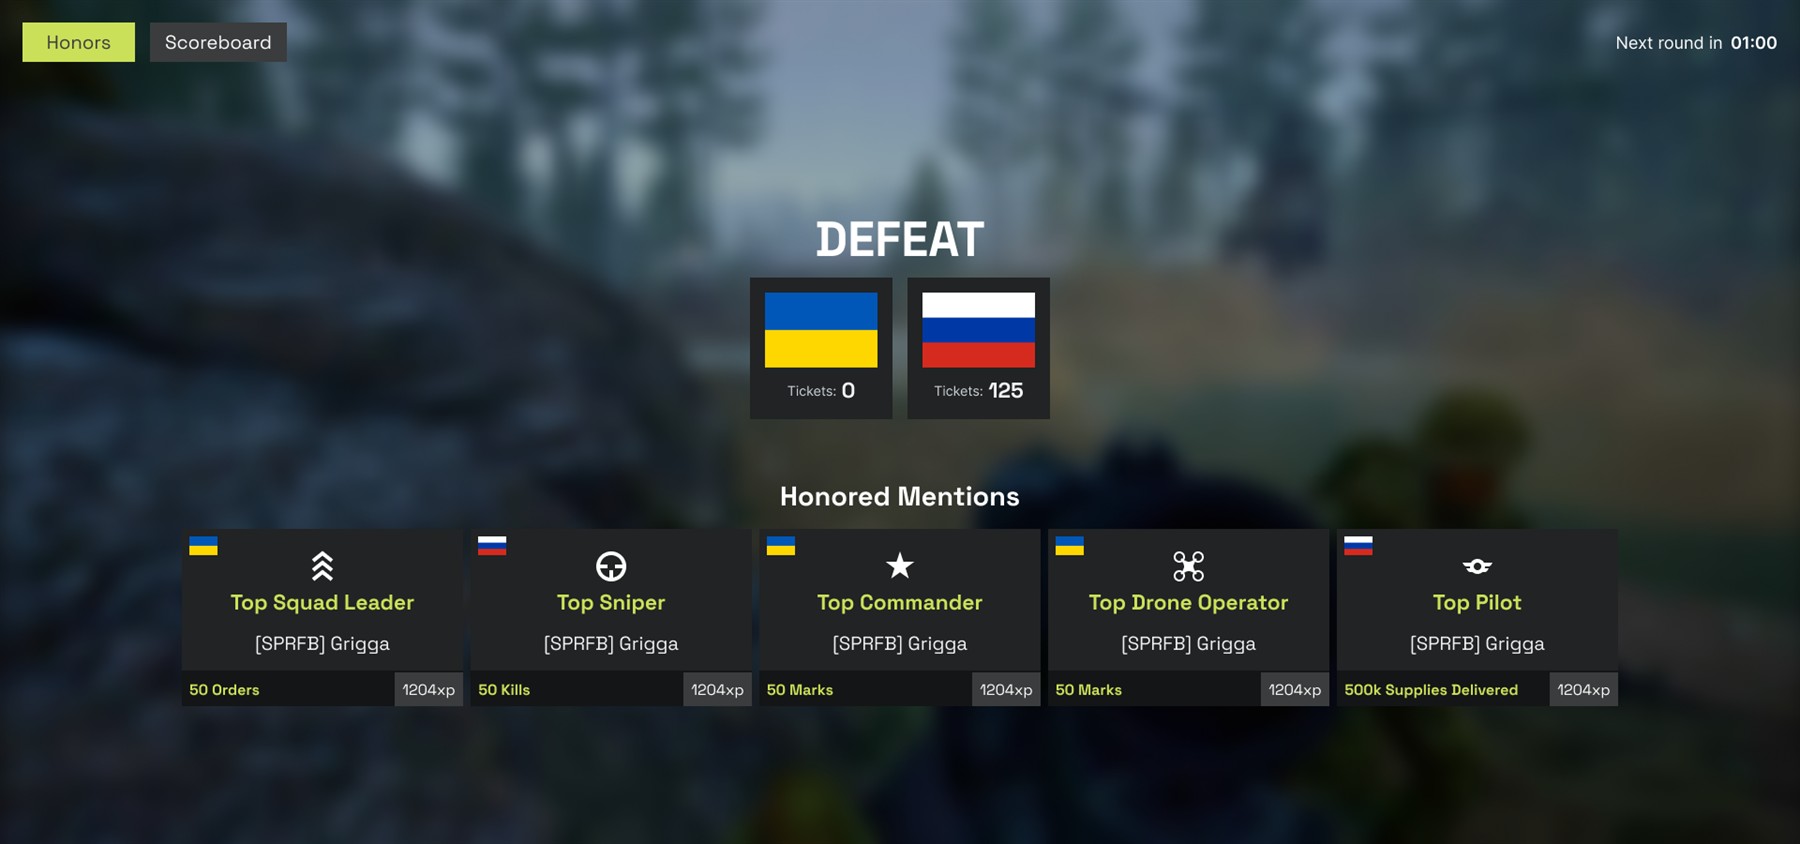 Honors
Scoreboard
Next round in 01:00
DEFEAT
Tickets: 0
Tickets: 125
Honored Mentions
Top Squad Leader
[SPRFB] Grigga
50 Orders
1204xp
Top Sniper
[SPRFB] Grigga
50 Kills
1204xp
Top Commander
[SPRFB] Grigga
50 Marks
1204xp
Top Drone Operator
[SPRFB] Grigga
50 Marks
1204xp
Top Pilot
[SPRFB] Grigga
500k Supplies Delivered
1204xp